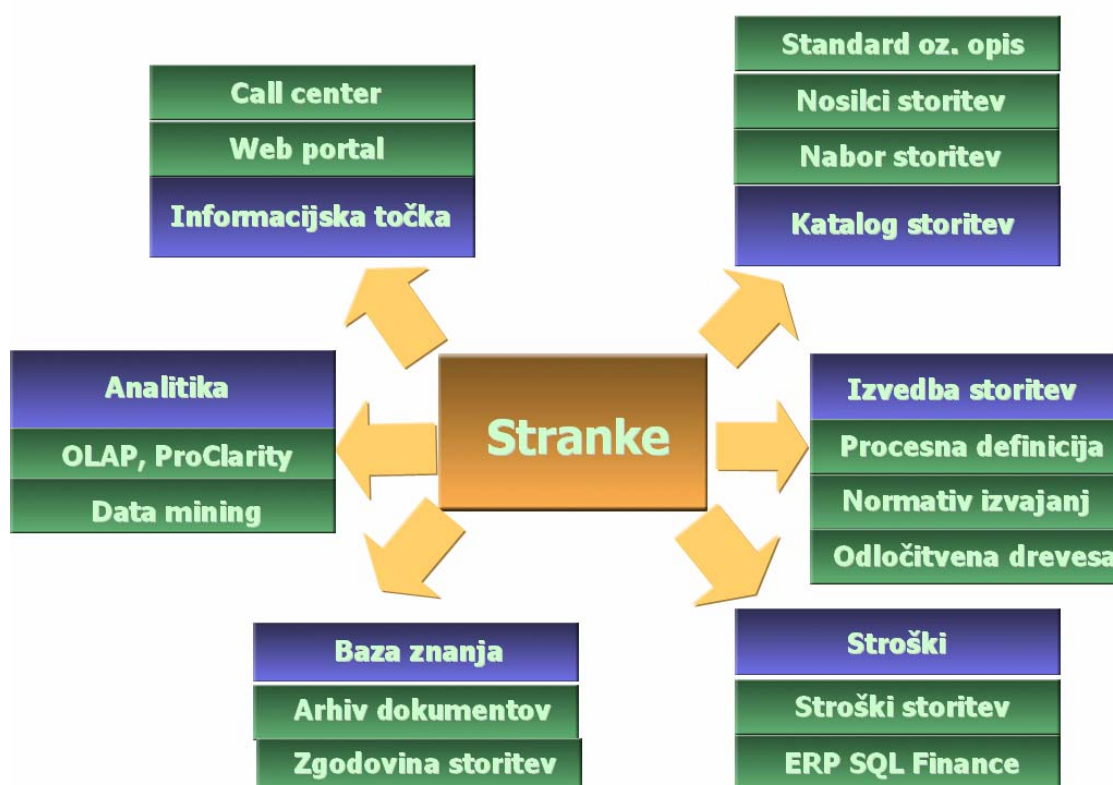 Call center
Web portal
Informacijska točka
Standard oz. opis
Nosilci storitev
Nabor storitev
Katalog storitev
Analitika
OLAP, ProClarity
Data mining
Stranke
Izvedba storitev
Procesna definicija
Normativ izvajanj
Odločitvena drevesa
Baza znanja
Arhiv dokumentov
Zgodovina storitev
Stroški
Stroški storitev
ERP SQL Finance